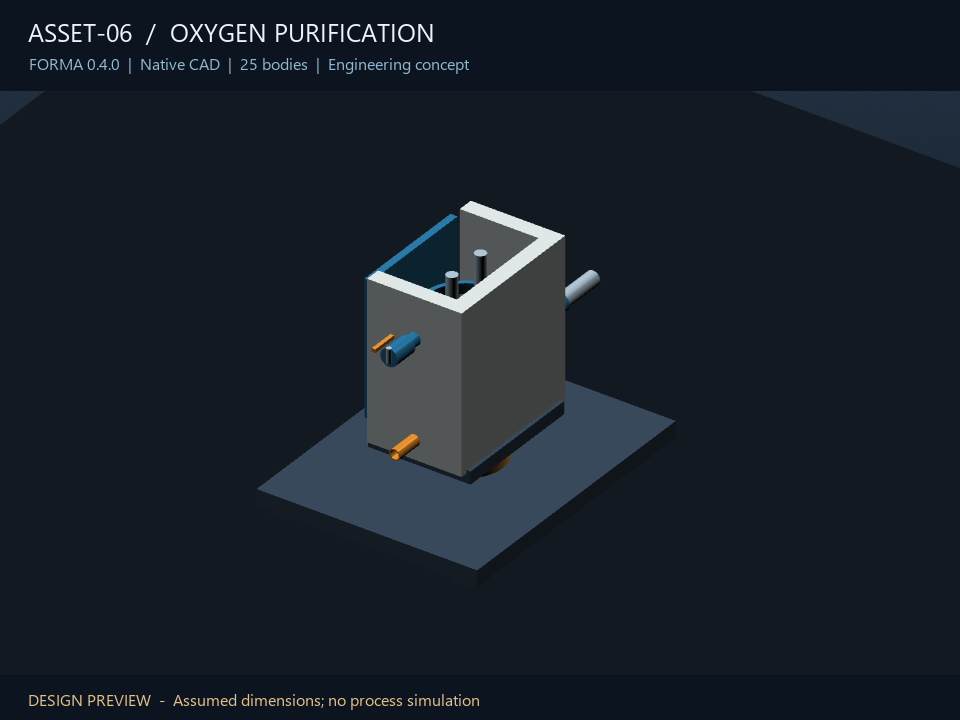 ASSET-06 / OXYGEN PURIFICATION
FORMA 0.4.0 | Native CAD | 25 bodies | Engineering concept
DESIGN PREVIEW - Assumed dimensions; no process simulation